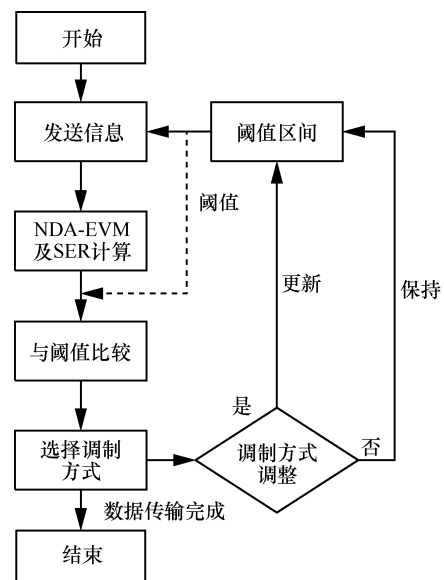 开始
发送信息
阈值区间
阈值
NDA-EVM
及SER计算
更新
保持
与阈值比较
是
选择调制
方式
调制方式
调整
否
数据传输完成
结束